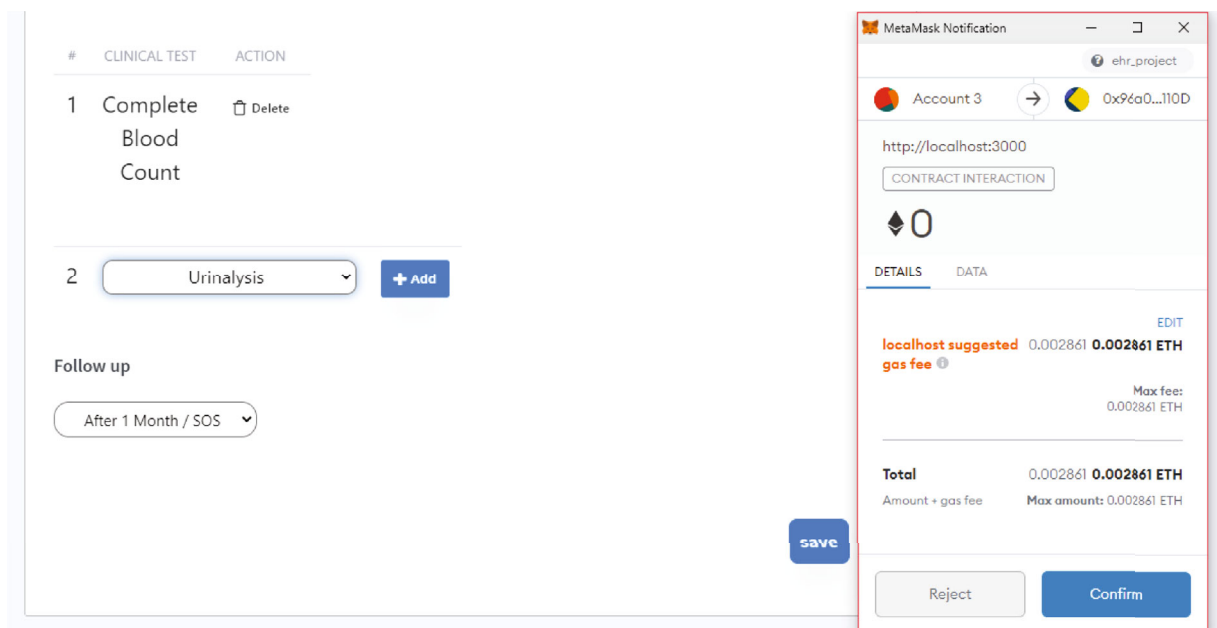 # CLINICAL TEST ACTION
1 Complete Delete
Blood
Count
2 Urinalysis + Add
Follow up
After 1 Month / SOS
save
MetaMask Notification
ehr_project
Account 3 → 0x96a0...110D
http://localhost:3000
CONTRACT INTERACTION
0
DETAILS DATA
EDIT
localhost suggested 0.002861 0.002861 ETH
gas fee
Max fee:
0.002861 ETH
Total 0.002861 0.002861 ETH
Amount + gas fee Max amount: 0.002861 ETH
Reject Confirm